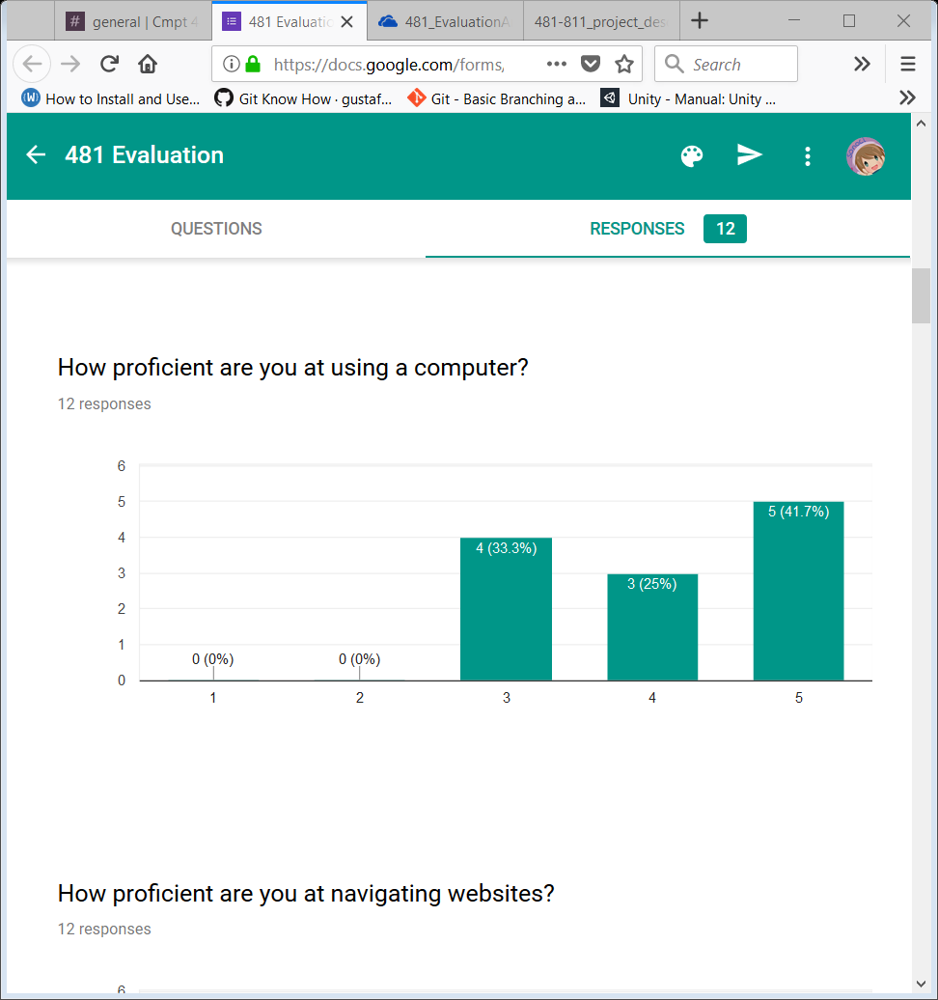 # general | Cmpt 4
481 Evaluatio
481_EvaluationA
481-811_project_des
https://docs.google.com/forms,
Search
How to Install and Use...
Git Know How · gustaf...
Git - Basic Branching a...
Unity - Manual: Unity ...
481 Evaluation
QUESTIONS
RESPONSES 12
How proficient are you at using a computer?
12 responses
6
5
4
3
2
1
0
0 (0%)
0 (0%)
4 (33.3%)
3 (25%)
5 (41.7%)
1
2
3
4
5
How proficient are you at navigating websites?
12 responses
6